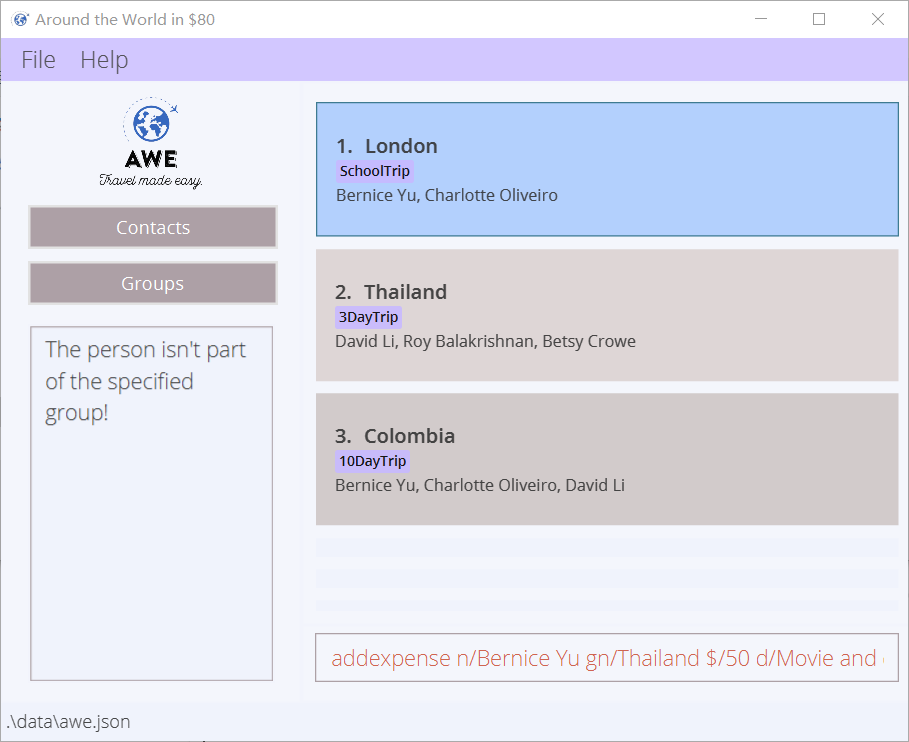 Around the World in $80
File Help
AWE
Travel made easy.
Contacts
Groups
The person isn't part
of the specified
group!
1. London
SchoolTrip
Bernice Yu, Charlotte Oliveiro
2. Thailand
3DayTrip
David Li, Roy Balakrishnan, Betsy Crowe
3. Colombia
10DayTrip
Bernice Yu, Charlotte Oliveiro, David Li
addexpense n/Bernice Yu gn/Thailand $/50 d/Movie and
.\data\awe.json